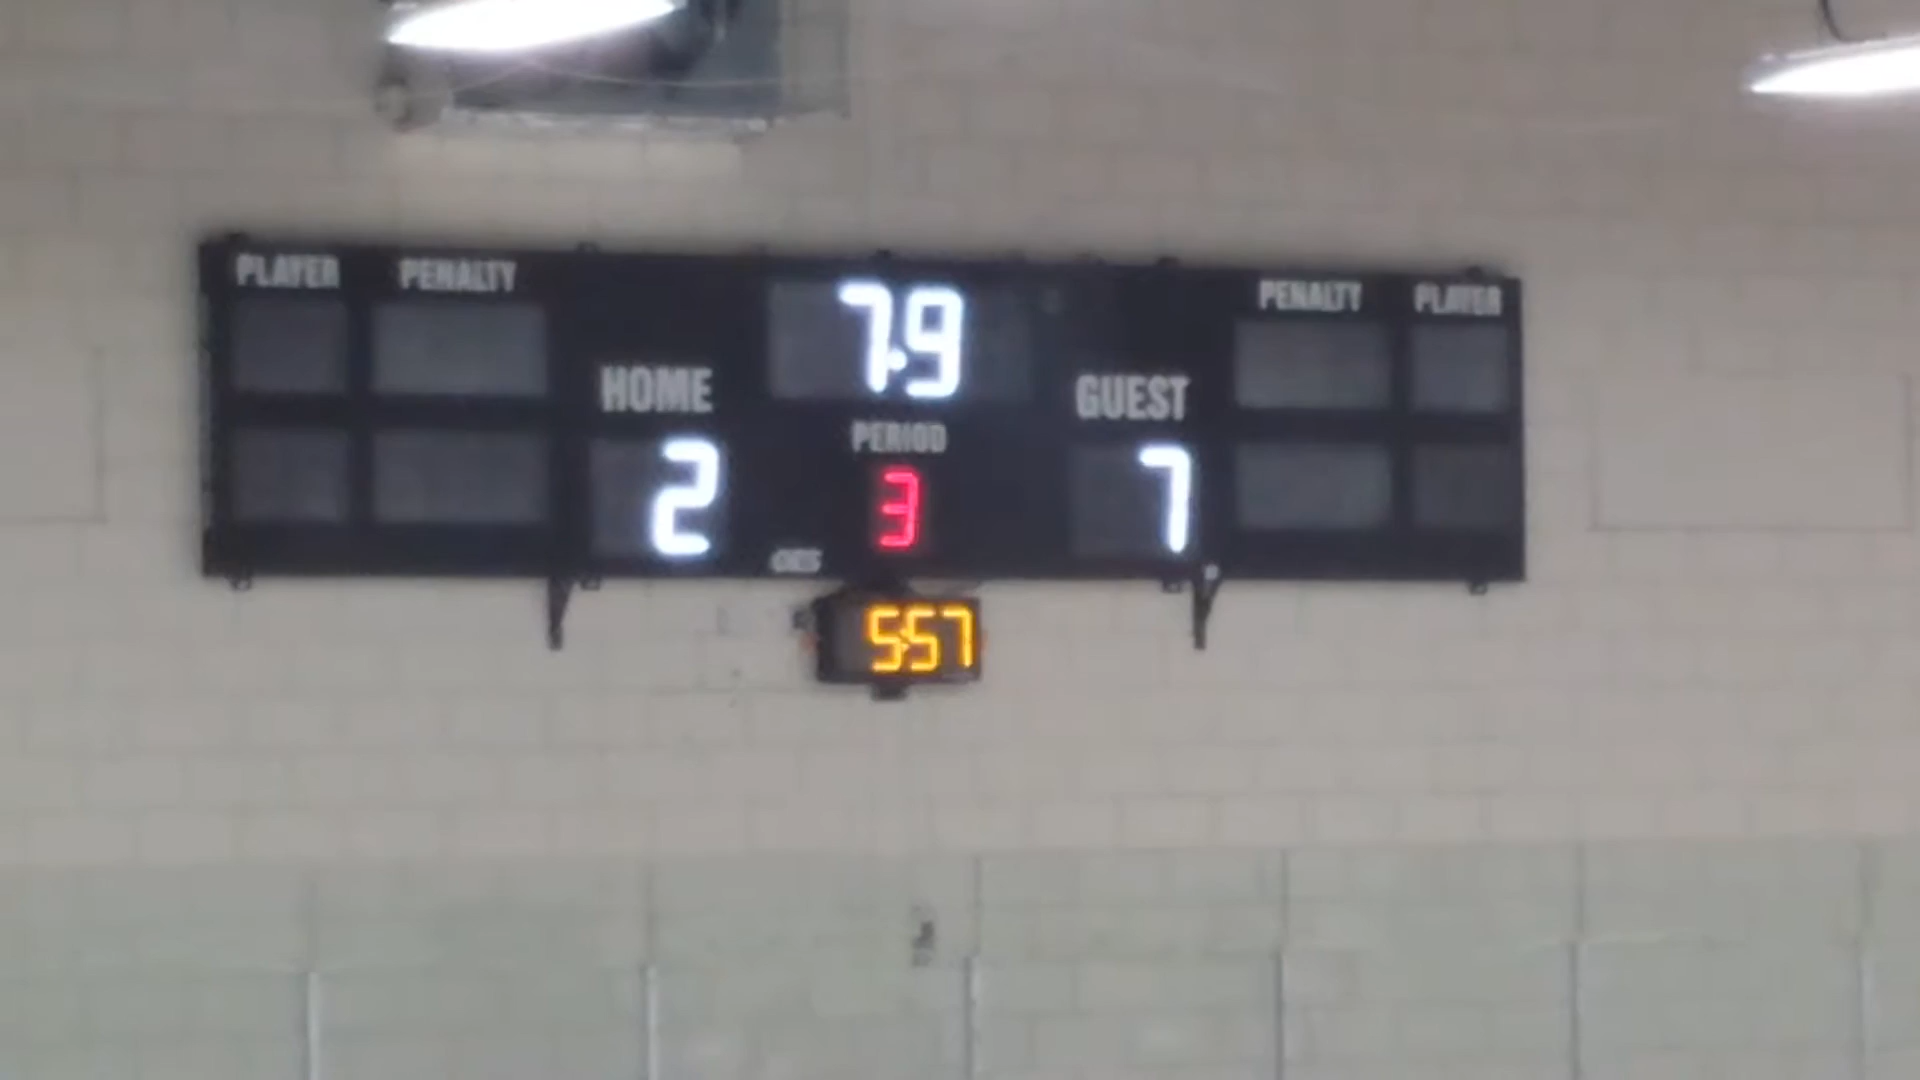 PLAYER PENALTY 7.9 PENALTY PLAYER
HOME GUEST
PERIOD
2 3 7
5:57